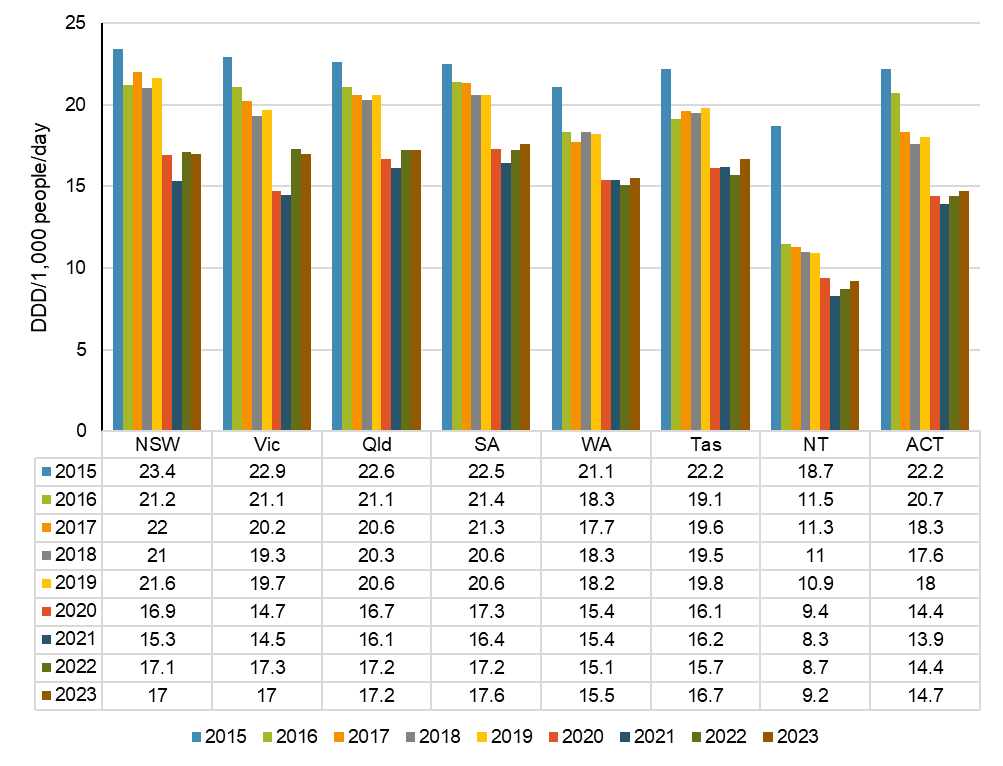 25
20
15
10
5
0
DDD/1,000 people/day
NSW Vic Qld SA WA Tas NT ACT
2015 23.4 22.9 22.6 22.5 21.1 22.2 18.7 22.2
2016 21.2 21.1 21.1 21.4 18.3 19.1 11.5 20.7
2017 22 20.2 20.6 21.3 17.7 19.6 11.3 18.3
2018 21 19.3 20.3 20.6 18.3 19.5 11 17.6
2019 21.6 19.7 20.6 20.6 18.2 19.8 10.9 18
2020 16.9 14.7 16.7 17.3 15.4 16.1 9.4 14.4
2021 15.3 14.5 16.1 16.4 15.4 16.2 8.3 13.9
2022 17.1 17.3 17.2 17.2 15.1 15.7 8.7 14.4
2023 17 17 17.2 17.6 15.5 16.7 9.2 14.7
2015 2016 2017 2018 2019 2020 2021 2022 2023